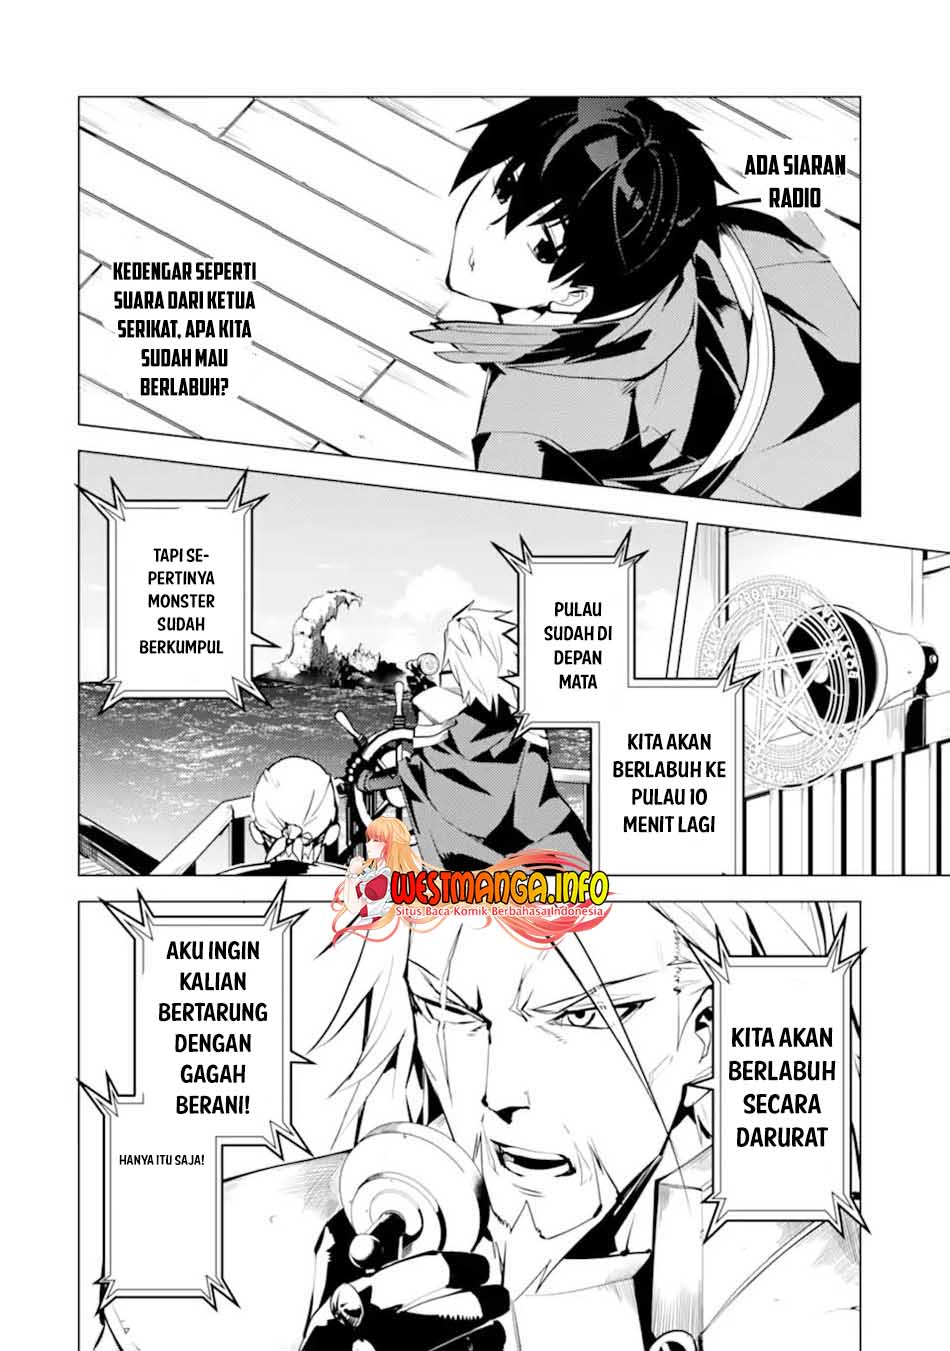 ADA SIARAN
RADIO
KEDENGAR SEPERTI
SUARA DARI KETUA
SERIKAT, APA KITA
SUDAH MAU
BERLABUH?
PULAU
SUDAH DI
DEPAN
MATA
KITA AKAN
BERLABUH KE
PULAU 10
MENIT LAGI
TAPI SE-
PERTINYA
MONSTER
SUDAH
BERKUMPUL
WESTMANGA.INFO
Situs Baca Komik Berbahasa Indonesia
KITA AKAN
BERLABUH
SECARA
DARURAT
AKU INGIN
KALIAN
BERTARUNG
DENGAN
GAGAH
BERANI!
HANYA ITU SAJA!